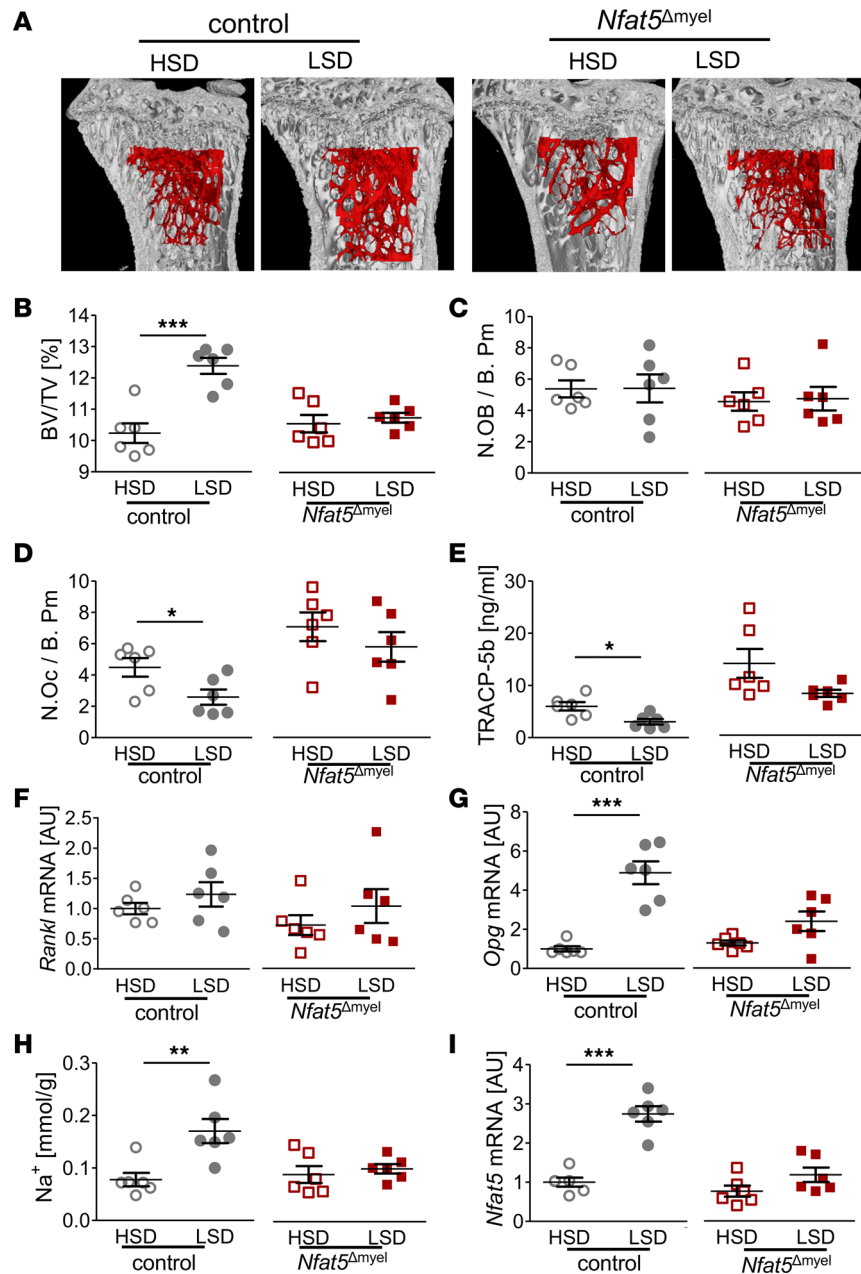 A
control
Nfat5Δmyel
HSD LSD HSD LSD
B
BV/TV [%]
14
13
12
11
10
9
***
HSD LSD HSD LSD
control Nfat5Δmyel
C
N.OB / B. Pm
10
8
6
4
2
0
HSD LSD HSD LSD
control Nfat5Δmyel
D
N.Oc / B. Pm
10
8
6
4
2
0
*
HSD LSD HSD LSD
control Nfat5Δmyel
E
TRACP-5b [ng/ml]
30
20
10
0
*
HSD LSD HSD LSD
control Nfat5Δmyel
F
Rankl mRNA [AU]
2.5
2.0
1.5
1.0
0.5
0.0
HSD LSD HSD LSD
control Nfat5Δmyel
G
Opg mRNA [AU]
8
6
4
2
0
***
HSD LSD HSD LSD
control Nfat5Δmyel
H
Na+ [mmol/g]
0.3
0.2
0.1
0.0
**
HSD LSD HSD LSD
control Nfat5Δmyel
I
Nfat5 mRNA [AU]
4
3
2
1
0
***
HSD LSD HSD LSD
control Nfat5Δmyel